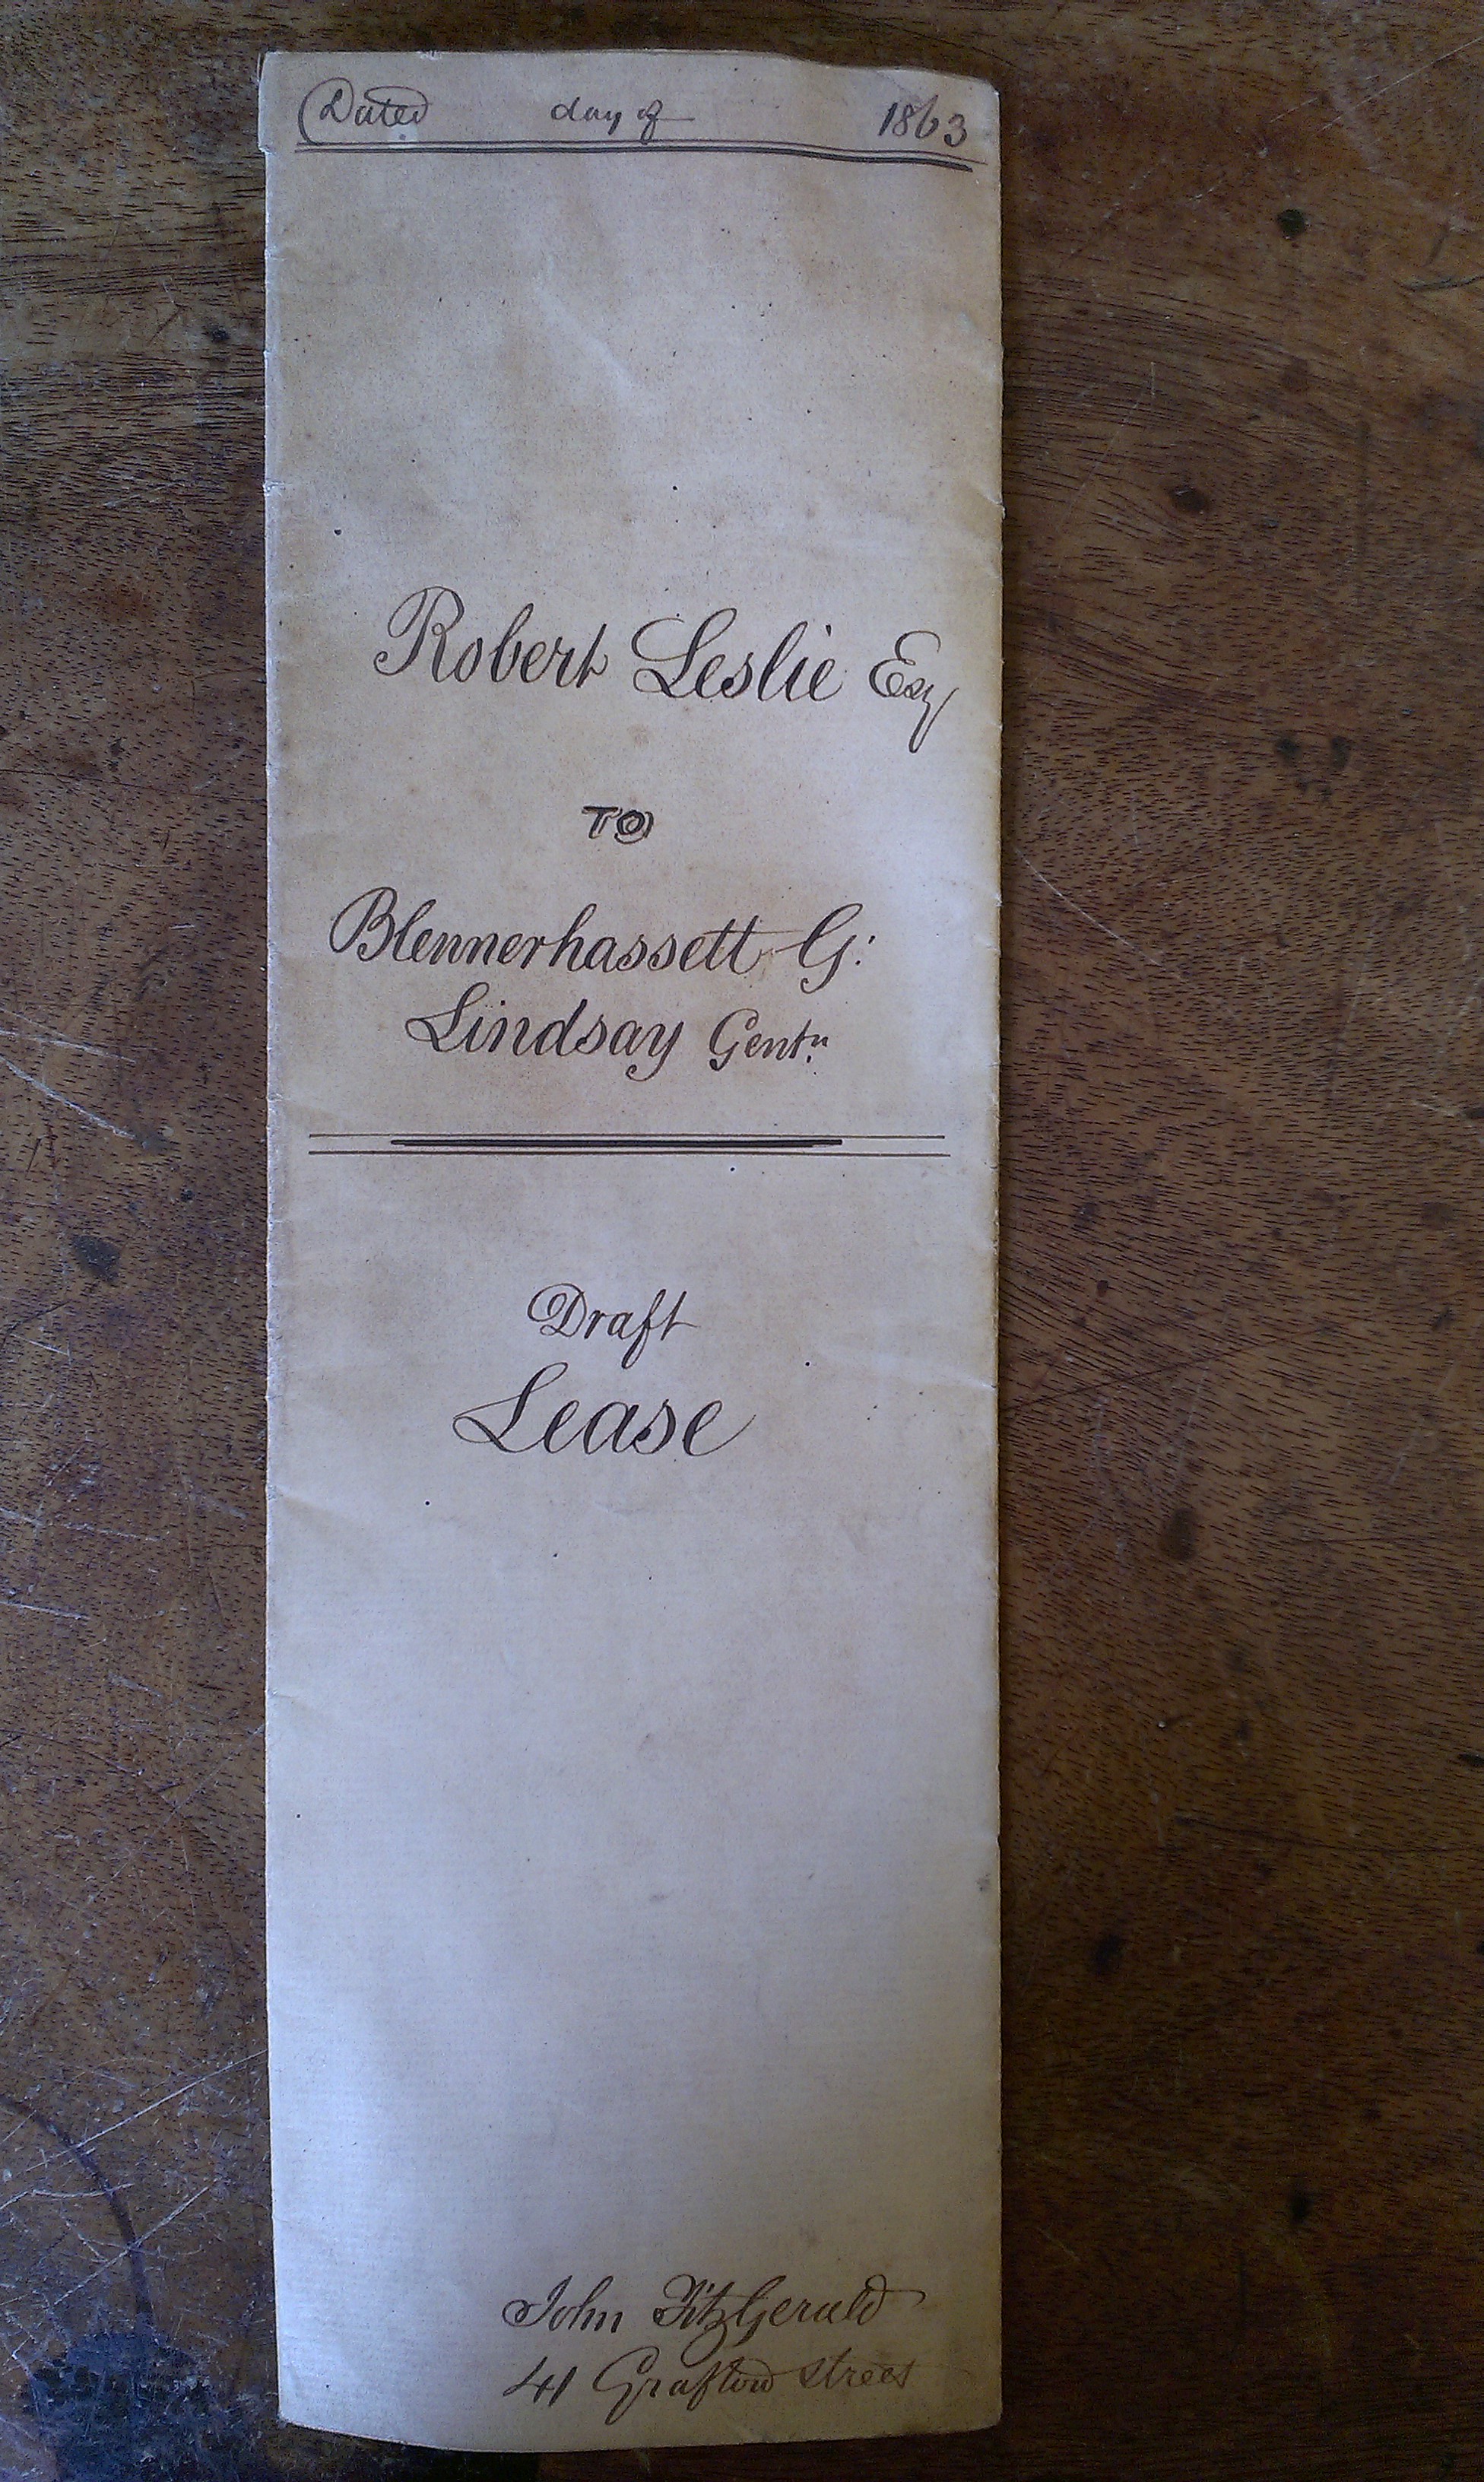 Dated day of 1863
Robert Leslie Esq
TO
Blennerhassett G:
Lindsay Gentn.
Draft
Lease
John FitzGerald
41 Grafton Street